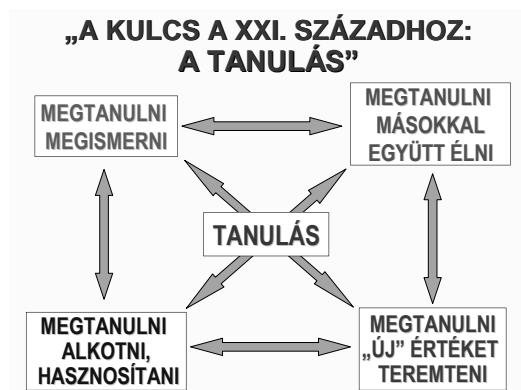 „A KULCS A XXI. SZÁZADHOZ:
A TANULÁS”
MEGTANULNI
MEGISMERNI
MEGTANULNI
MÁSOKKAL
EGYÜTT ÉLNI
TANULÁS
MEGTANULNI
ALKOTNI,
HASZNOSÍTANI
MEGTANULNI
„ÚJ” ÉRTÉKET
TEREMTENI